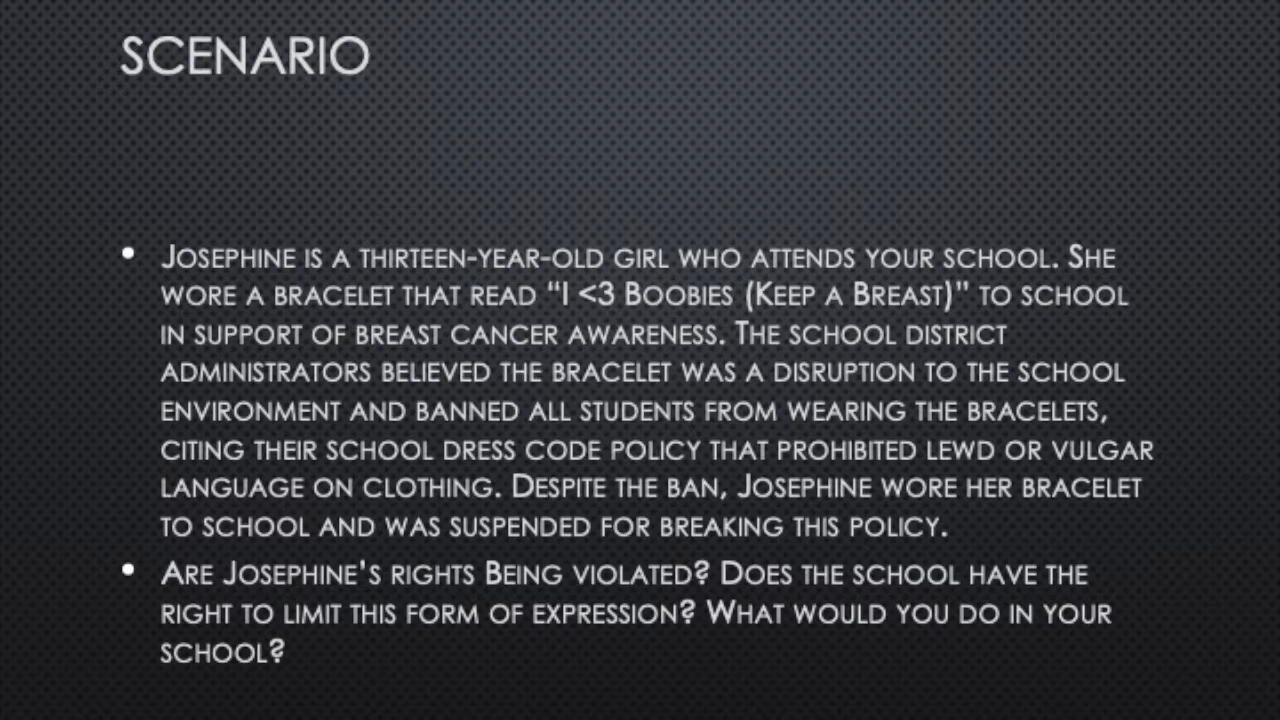 SCENARIO
• JOSEPHINE IS A THIRTEEN-YEAR-OLD GIRL WHO ATTENDS YOUR SCHOOL. SHE
WORE A BRACELET THAT READ “I <3 BOOBIES (KEEP A BREAST)” TO SCHOOL
IN SUPPORT OF BREAST CANCER AWARENESS. THE SCHOOL DISTRICT
ADMINISTRATORS BELIEVED THE BRACELET WAS A DISRUPTION TO THE SCHOOL
ENVIRONMENT AND BANNED ALL STUDENTS FROM WEARING THE BRACELETS,
CITING THEIR SCHOOL DRESS CODE POLICY THAT PROHIBITED LEWD OR VULGAR
LANGUAGE ON CLOTHING. DESPITE THE BAN, JOSEPHINE WORE HER BRACELET
TO SCHOOL AND WAS SUSPENDED FOR BREAKING THIS POLICY.
• ARE JOSEPHINE’S RIGHTS BEING VIOLATED? DOES THE SCHOOL HAVE THE
RIGHT TO LIMIT THIS FORM OF EXPRESSION? WHAT WOULD YOU DO IN YOUR
SCHOOL?